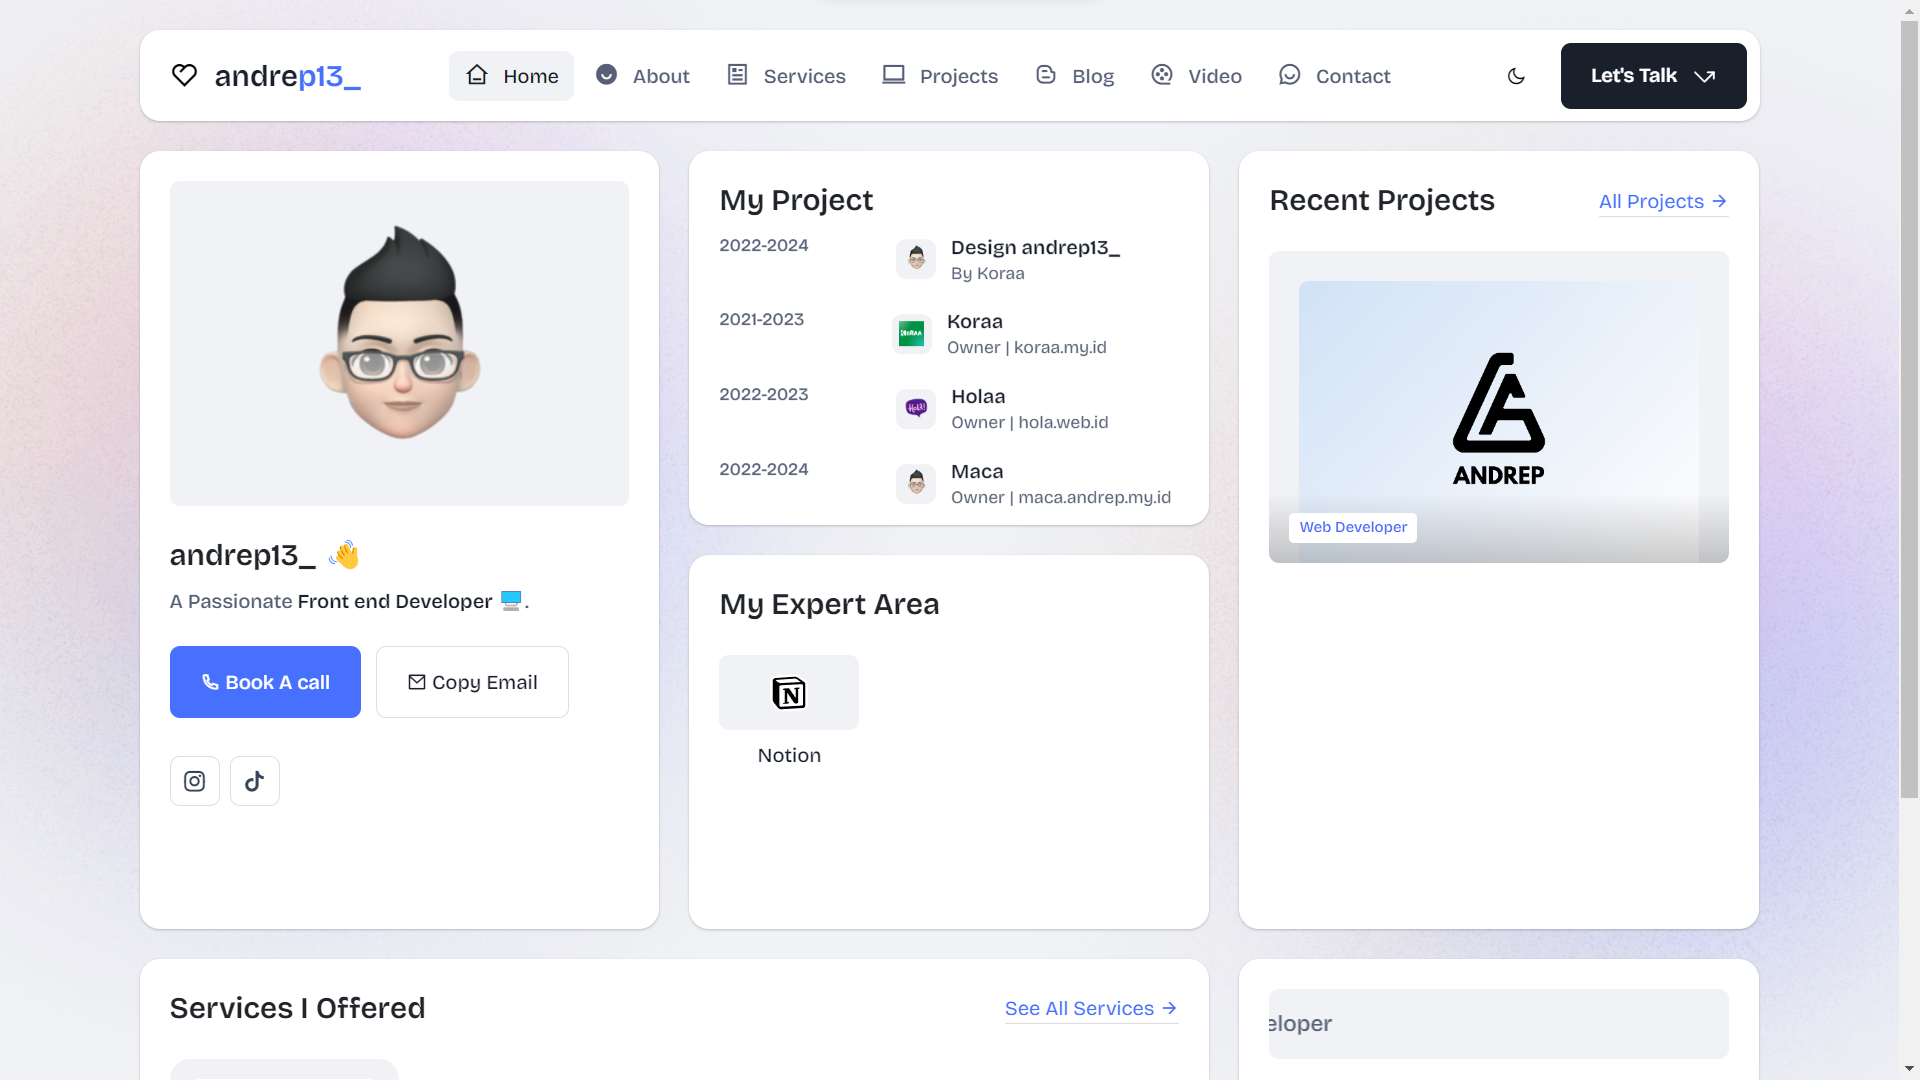 andrep13_
Home
About
Services
Projects
Blog
Video
Contact
Let's Talk
andrep13_ 👋
A Passionate Front end Developer 🖥️.
Book A call
Copy Email
My Project
2022-2024
Design andrep13_
By Koraa
2021-2023
KORAA
Koraa
Owner | koraa.my.id
2022-2023
Holaa
Owner | hola.web.id
2022-2024
Maca
Owner | maca.andrep.my.id
My Expert Area
N
Notion
Recent Projects
All Projects →
ANDREP
Web Developer
Services I Offered
See All Services →
eloper